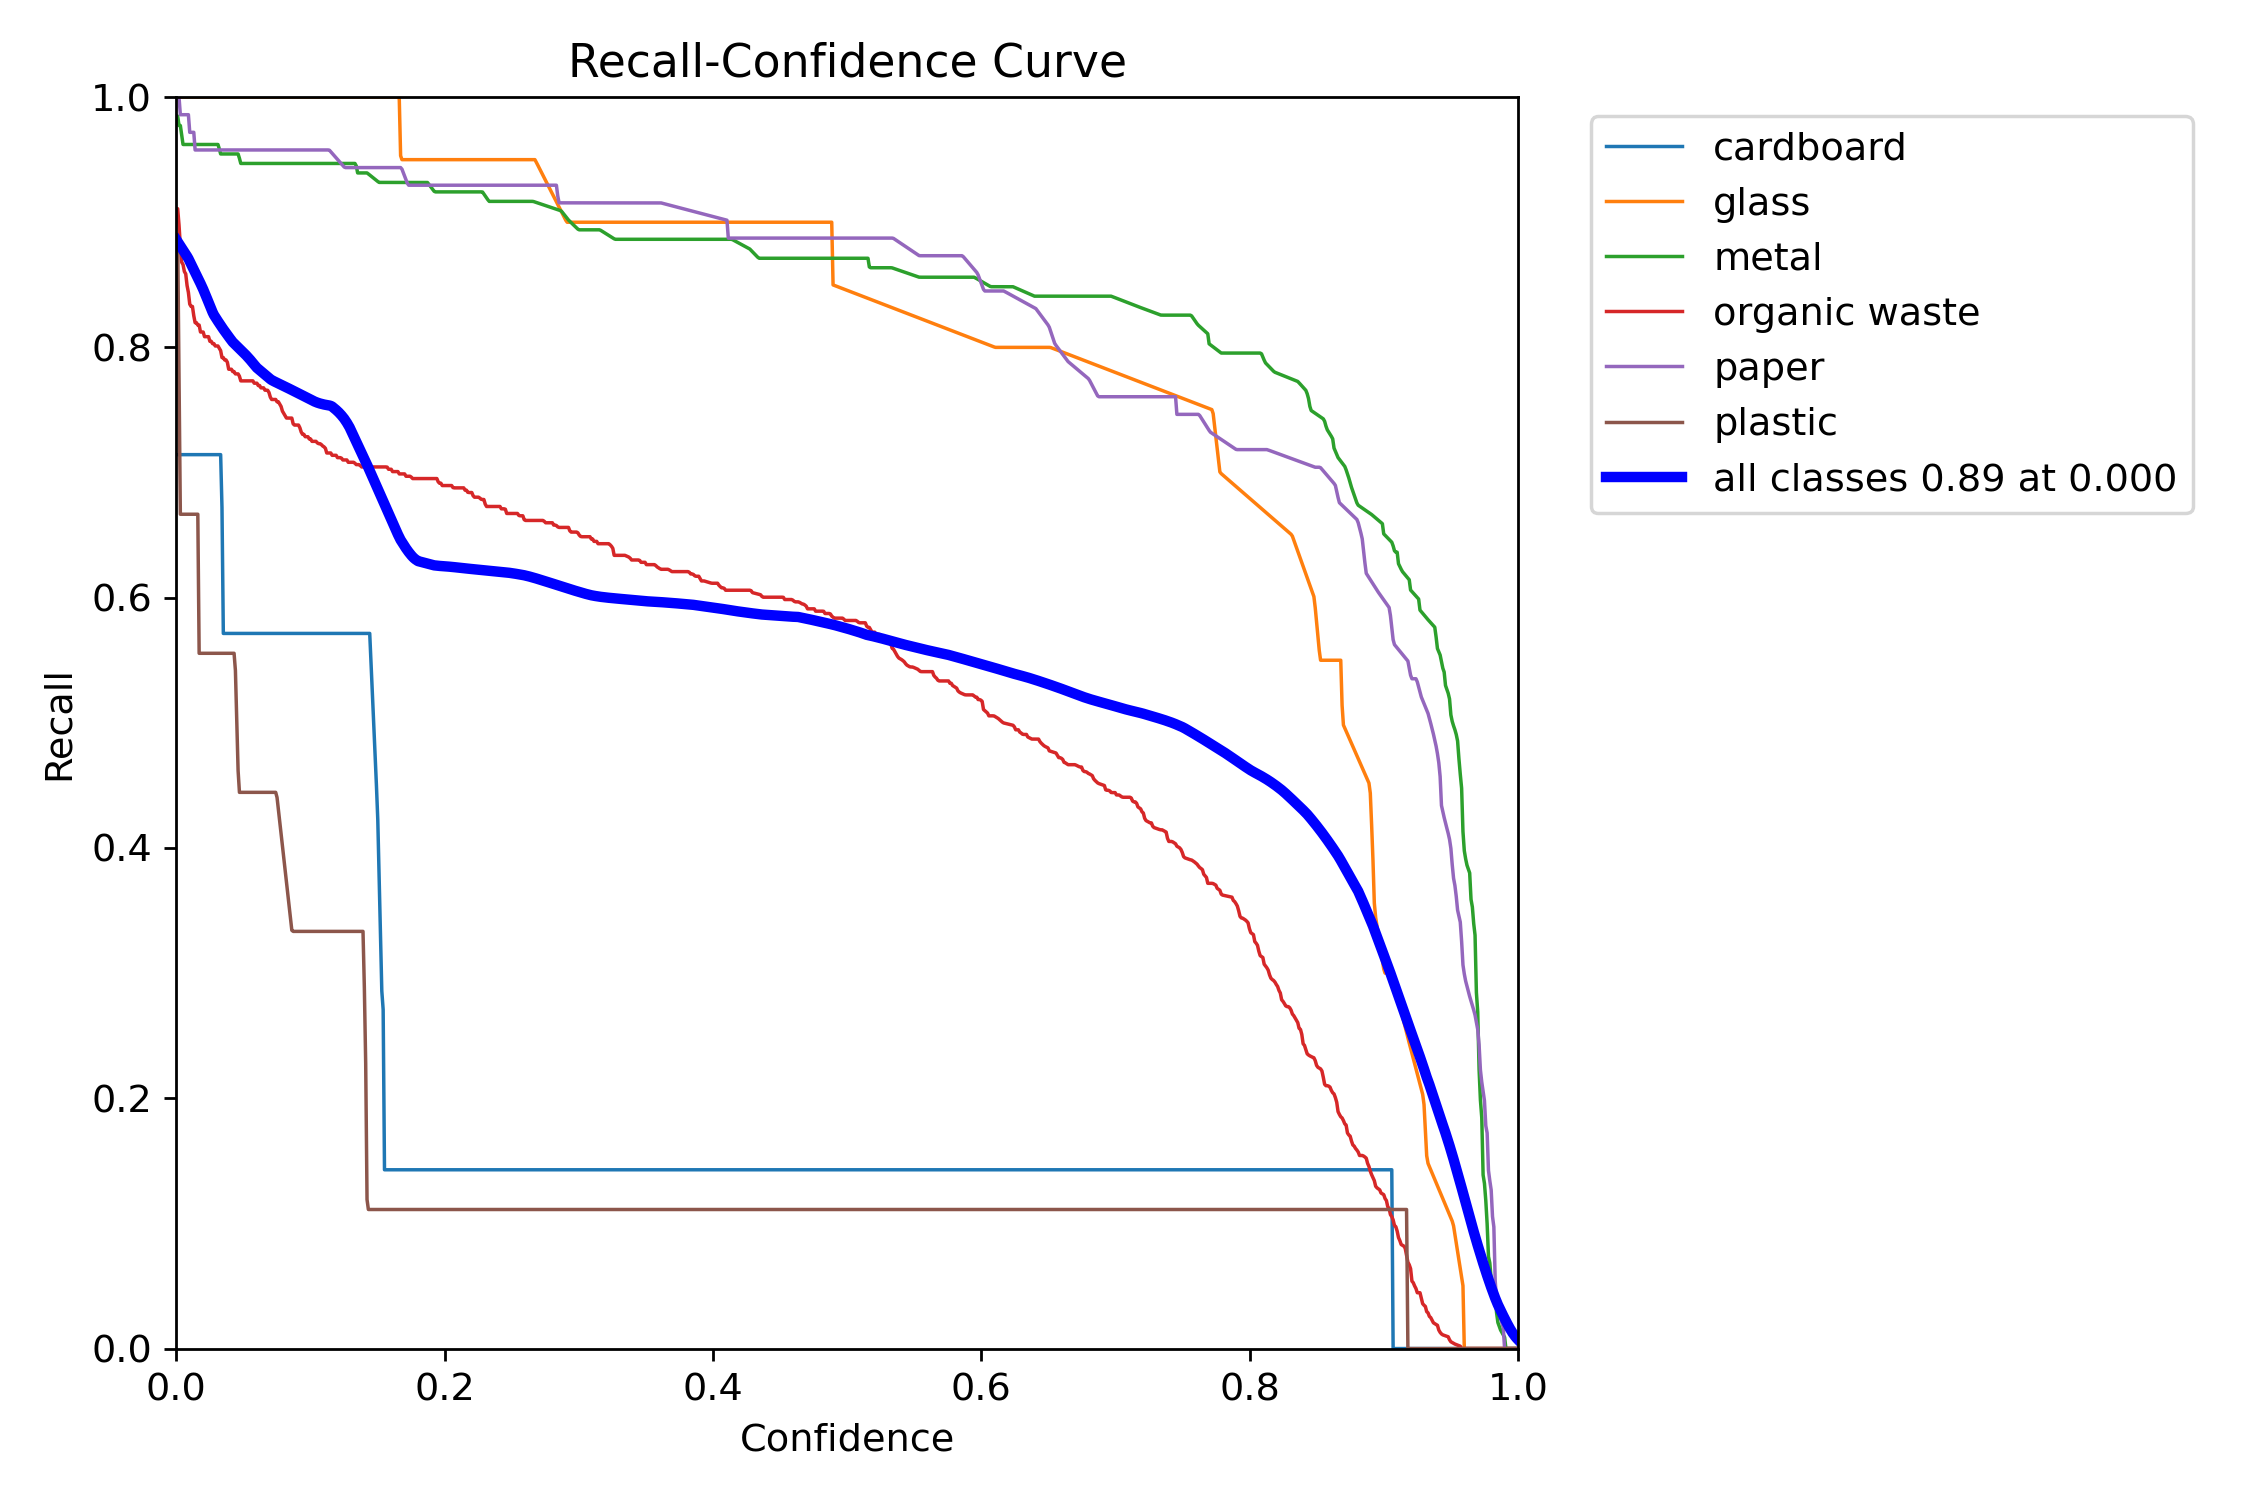 Recall-Confidence Curve
1.0
0.8
0.6
0.4
0.2
0.0
Recall
0.0 0.2 0.4 0.6 0.8 1.0
Confidence
cardboard
glass
metal
organic waste
paper
plastic
all classes 0.89 at 0.000